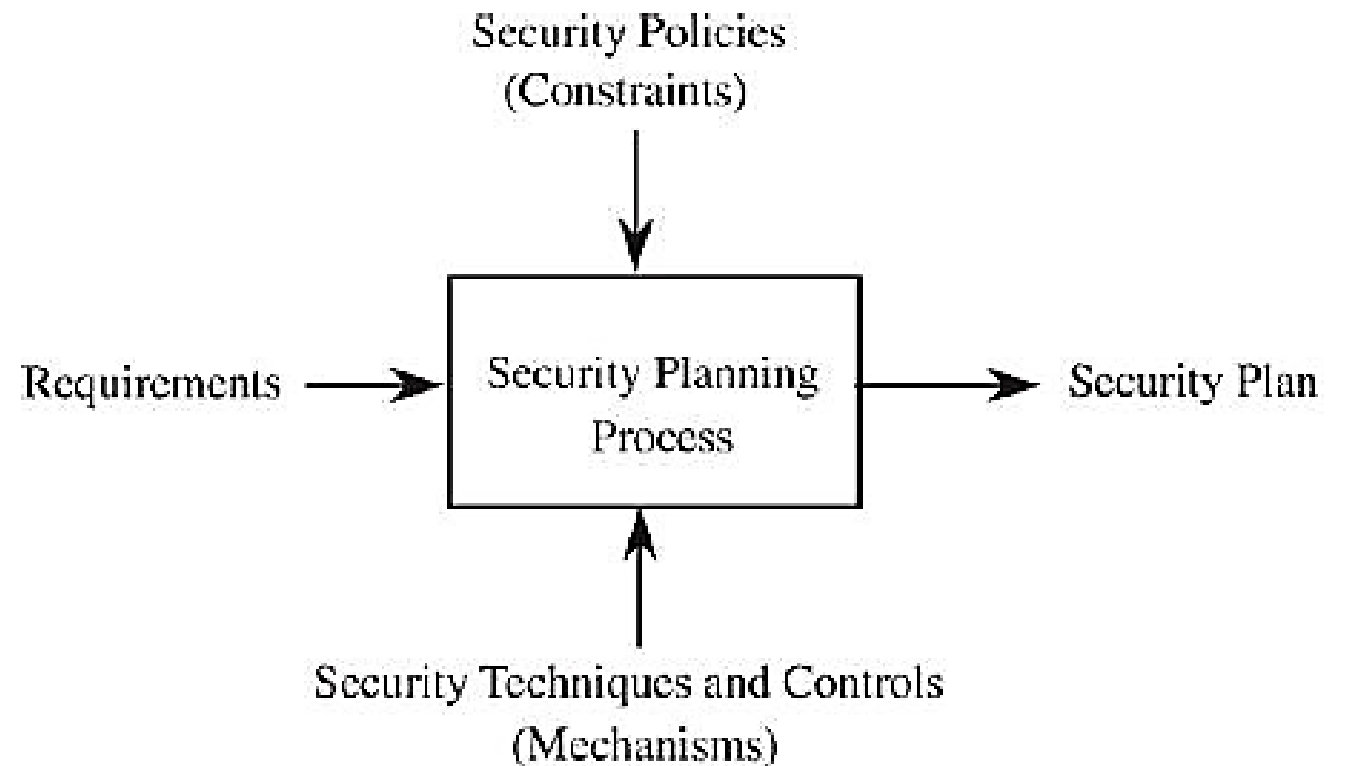 Security Policies
(Constraints)
Requirements
Security Planning
Process
Security Plan
Security Techniques and Controls
(Mechanisms)